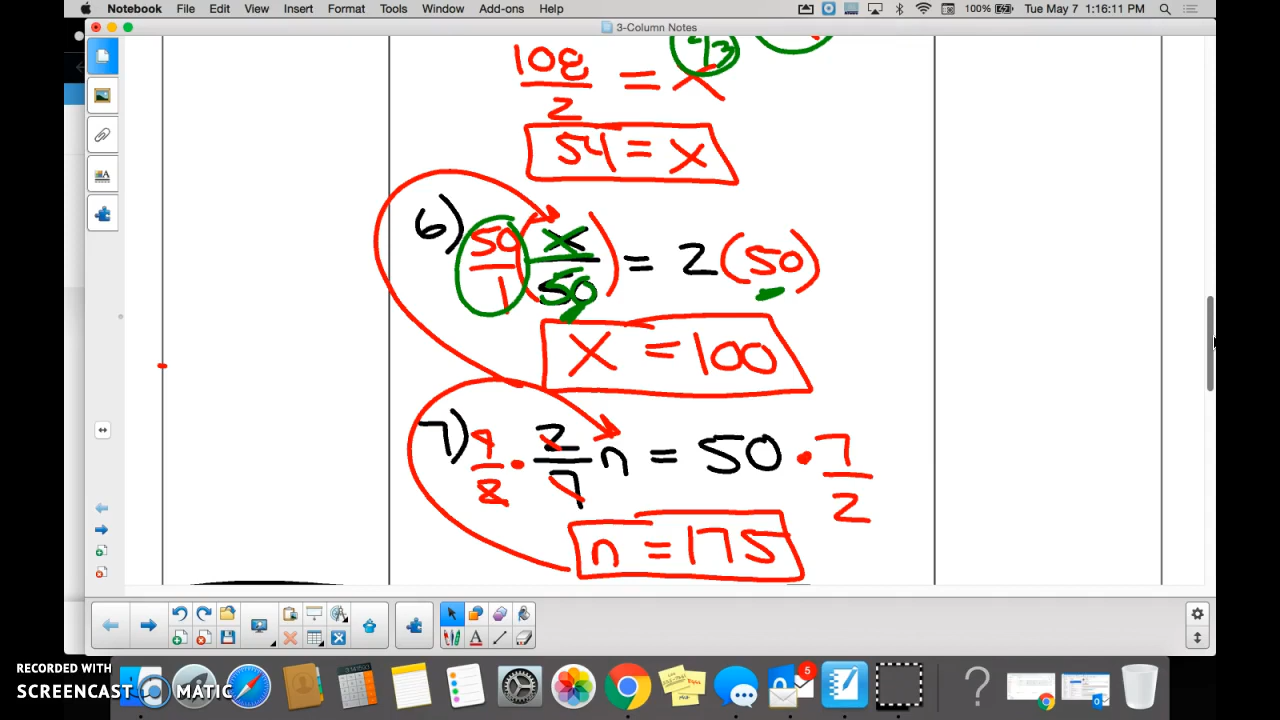 Notebook File Edit View Insert Format Tools Window Add-ons Help 100% Tue May 7 1:16:11 PM
3-Column Notes
108/2 = x
54 = x
6) 50/1 (x/50) = 2 (50)
x = 100
7) 7/2 • 2/7 n = 50 • 7/2
n = 175
RECORDED WITH
SCREENCAST MATIC
5